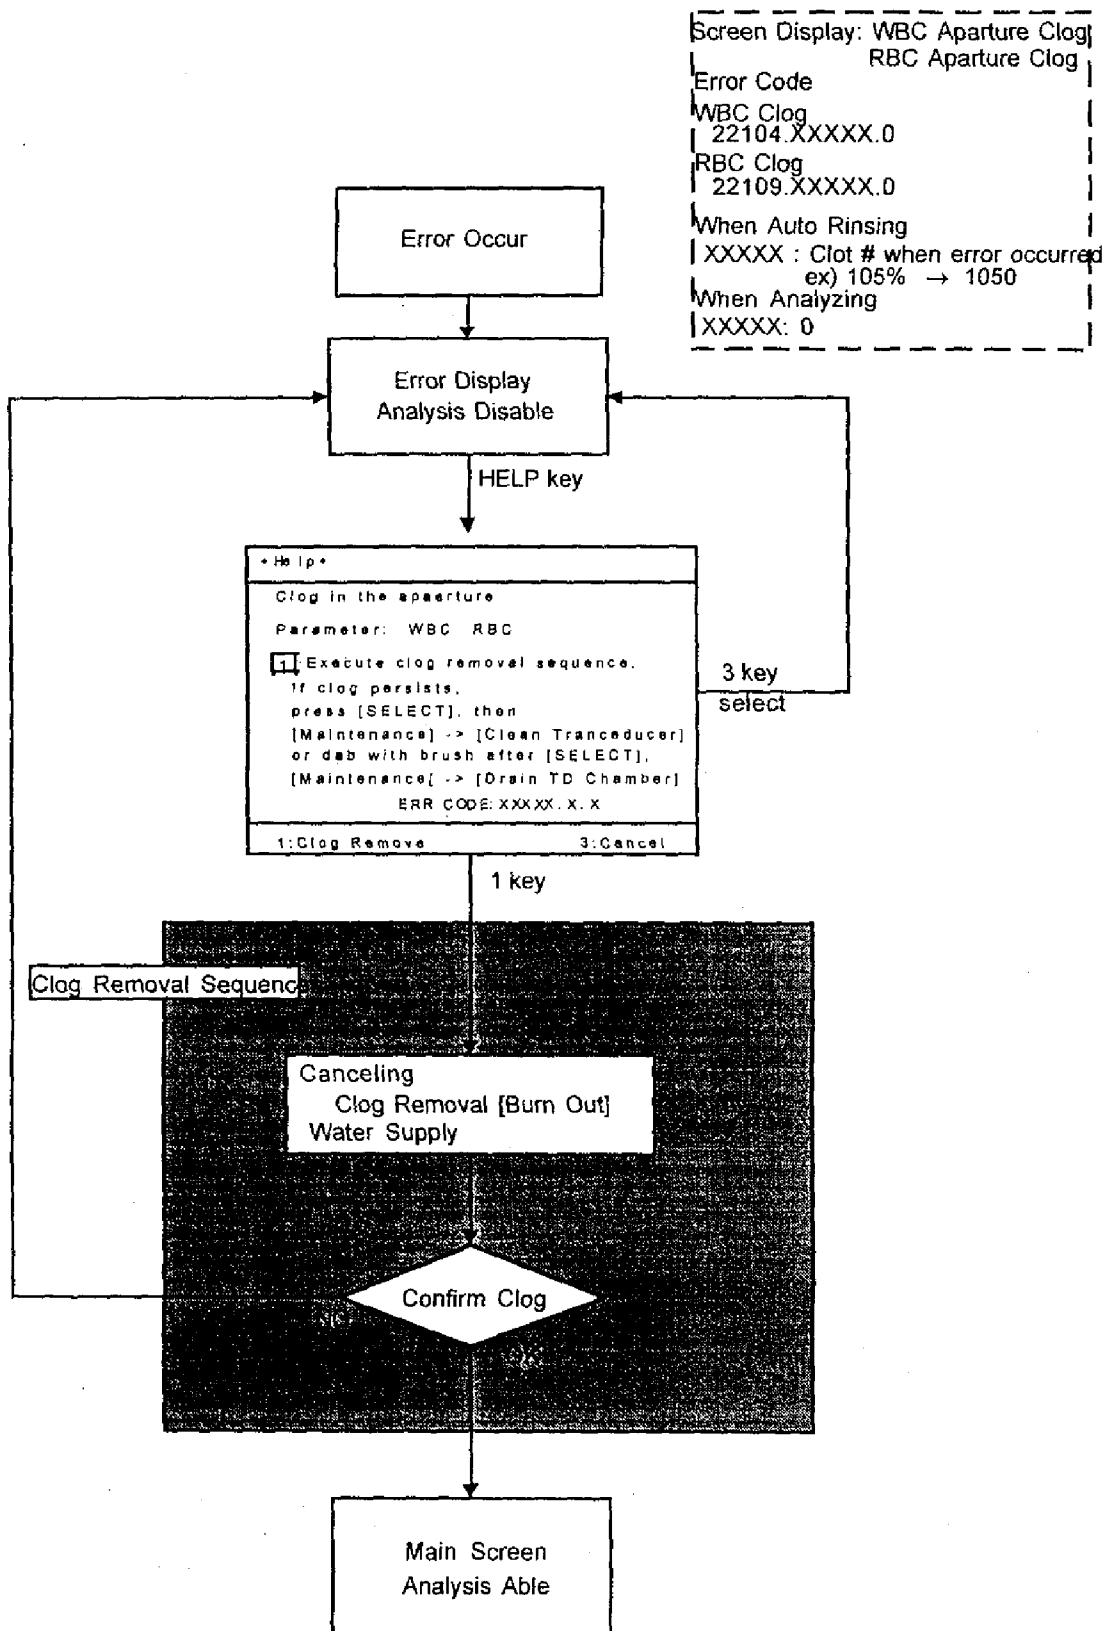 Screen Display: WBC Aparture Clog
RBC Aparture Clog
Error Code
WBC Clog
22104.XXXXX.0
RBC Clog
22109.XXXXX.0
When Auto Rinsing
XXXXX : Clot # when error occurred
ex) 105% → 1050
When Analyzing
XXXXX: 0
Error Occur
Error Display
Analysis Disable
HELP key
*Help*
Clog in the apaerture
Parameter: WBC RBC
1 Execute clog removal sequence.
If clog persists,
press [SELECT], then
[Maintenance] -> [Clean Tranceducer]
or dab with brush after [SELECT],
[Maintenance[ -> [Drain TD Chamber]
ERR CODE: XXXXX. X. X
1:Clog Remove 3:Cancel
3 key
select
1 key
Clog Removal Sequenc
Canceling
Clog Removal [Burn Out]
Water Supply
Confirm Clog
Main Screen
Analysis Able